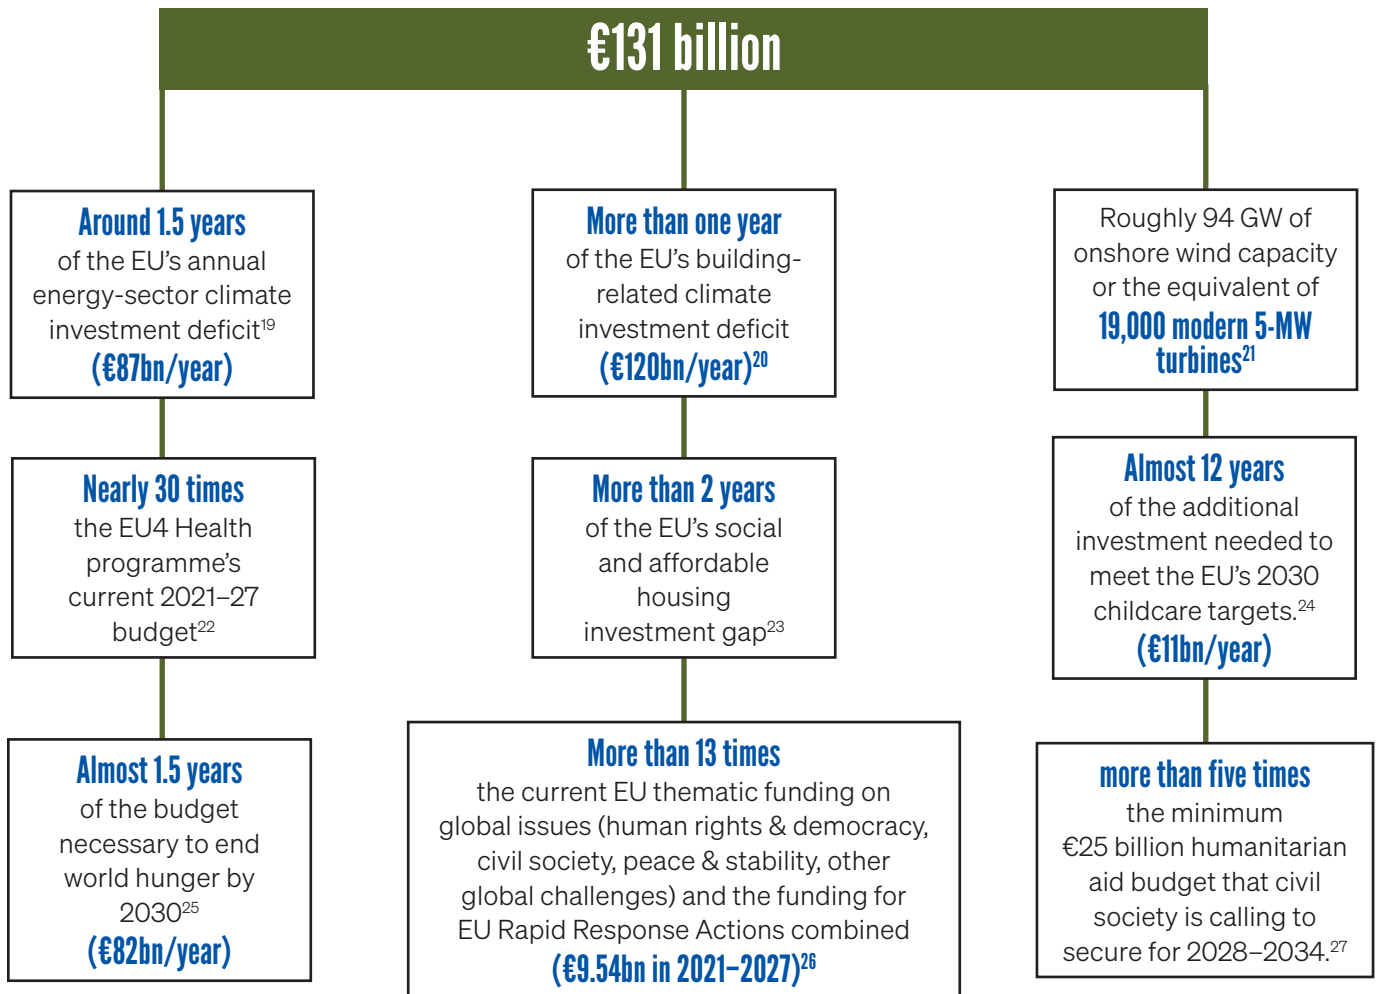 €131 billion
Around 1.5 years
of the EU’s annual
energy-sector climate
investment deficit¹⁹
(€87bn/year)
More than one year
of the EU’s building-
related climate
investment deficit
(€120bn/year)²⁰
Roughly 94 GW of
onshore wind capacity
or the equivalent of
19,000 modern 5-MW
turbines²¹
Nearly 30 times
the EU4 Health
programme’s
current 2021–27
budget²²
More than 2 years
of the EU’s social
and affordable
housing
investment gap²³
Almost 12 years
of the additional
investment needed to
meet the EU’s 2030
childcare targets.²⁴
(€11bn/year)
Almost 1.5 years
of the budget
necessary to end
world hunger by
2030²⁵
(€82bn/year)
More than 13 times
the current EU thematic funding on
global issues (human rights & democracy,
civil society, peace & stability, other
global challenges) and the funding for
EU Rapid Response Actions combined
(€9.54bn in 2021–2027)²⁶
more than five times
the minimum
€25 billion humanitarian
aid budget that civil
society is calling to
secure for 2028–2034.²⁷